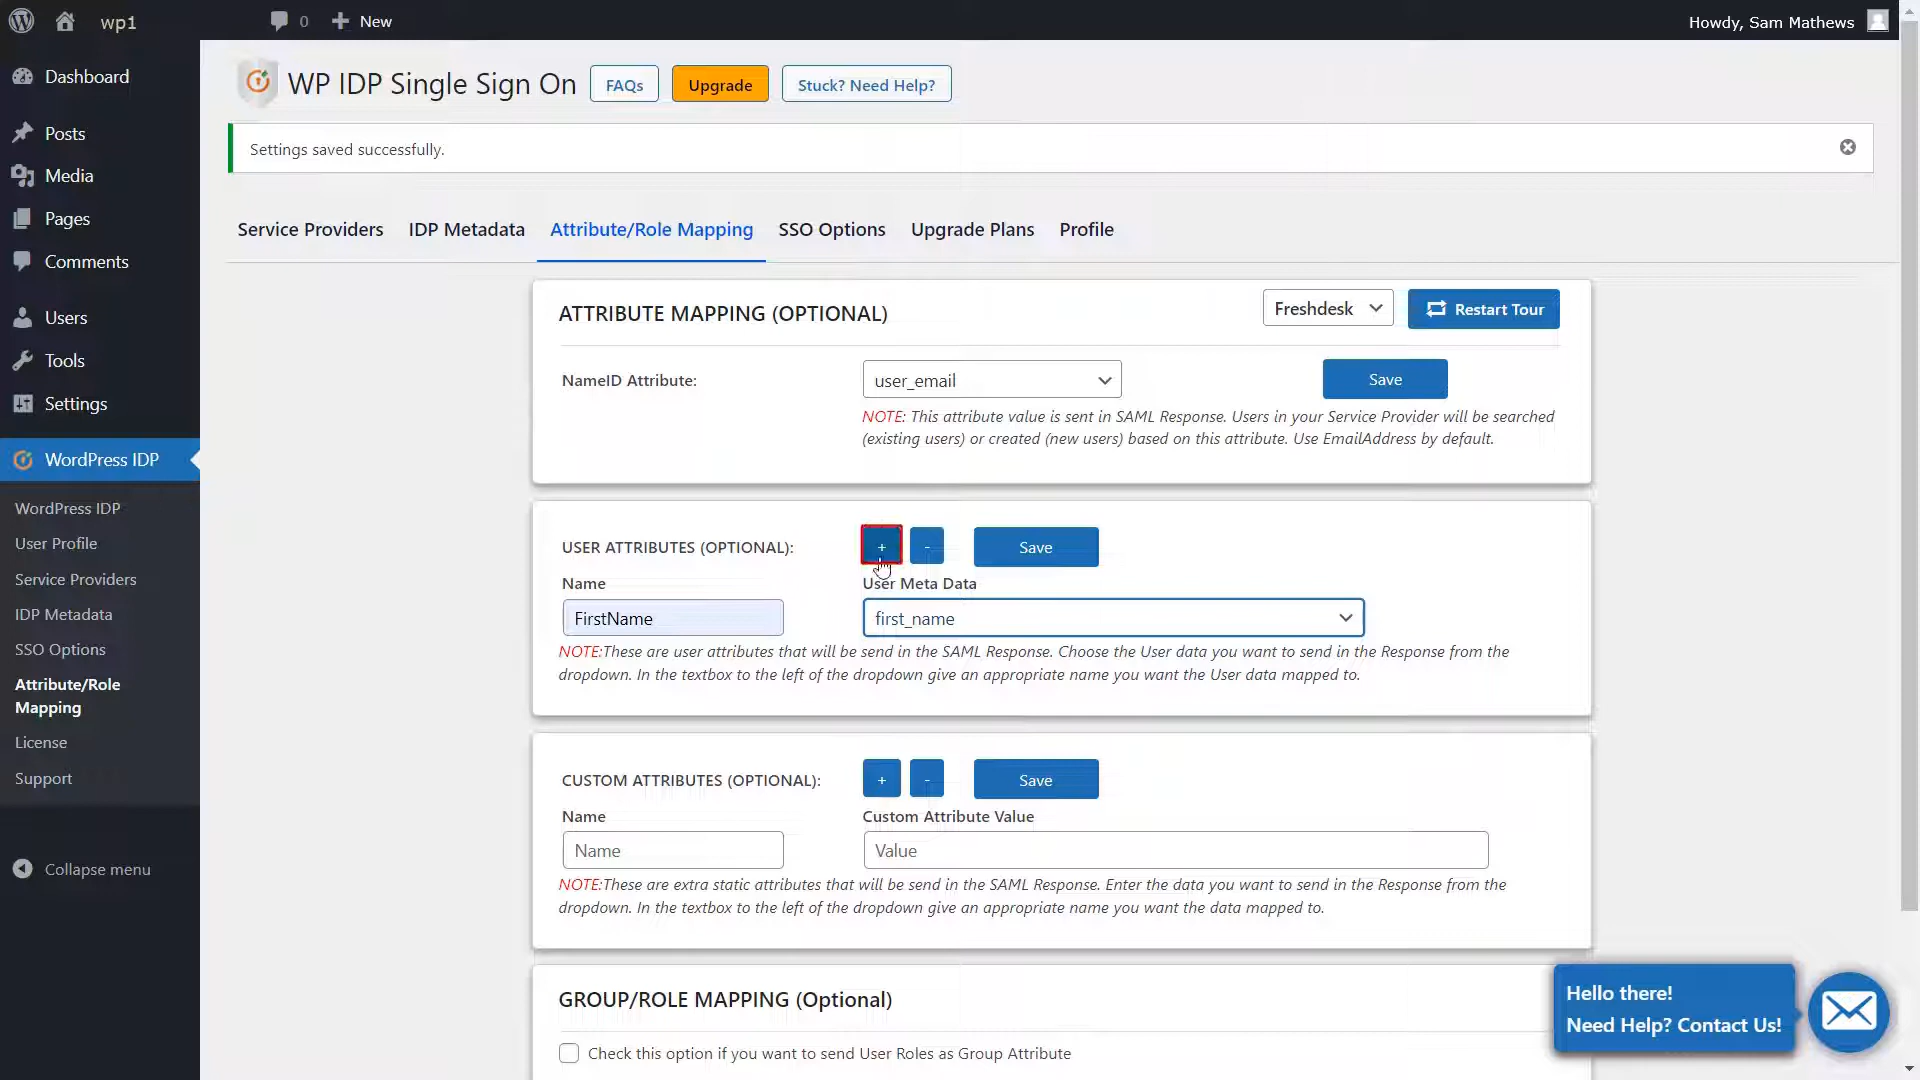 wp1
0
New
Howdy, Sam Mathews
Dashboard
Posts
Media
Pages
Comments
Users
Tools
Settings
WordPress IDP
WordPress IDP
User Profile
Service Providers
IDP Metadata
SSO Options
Attribute/Role
Mapping
License
Support
Collapse menu
WP IDP Single Sign On
FAQs
Upgrade
Stuck? Need Help?
Settings saved successfully.
Service Providers
IDP Metadata
Attribute/Role Mapping
SSO Options
Upgrade Plans
Profile
ATTRIBUTE MAPPING (OPTIONAL)
Freshdesk
Restart Tour
NameID Attribute:
user_email
Save
NOTE: This attribute value is sent in SAML Response. Users in your Service Provider will be searched
(existing users) or created (new users) based on this attribute. Use EmailAddress by default.
USER ATTRIBUTES (OPTIONAL):
+
-
Save
Name
User Meta Data
FirstName
first_name
NOTE:These are user attributes that will be send in the SAML Response. Choose the User data you want to send in the Response from the
dropdown. In the textbox to the left of the dropdown give an appropriate name you want the User data mapped to.
CUSTOM ATTRIBUTES (OPTIONAL):
+
-
Save
Name
Custom Attribute Value
Name
Value
NOTE:These are extra static attributes that will be send in the SAML Response. Enter the data you want to send in the Response from the
dropdown. In the textbox to the left of the dropdown give an appropriate name you want the data mapped to.
GROUP/ROLE MAPPING (Optional)
Check this option if you want to send User Roles as Group Attribute
Hello there!
Need Help? Contact Us!